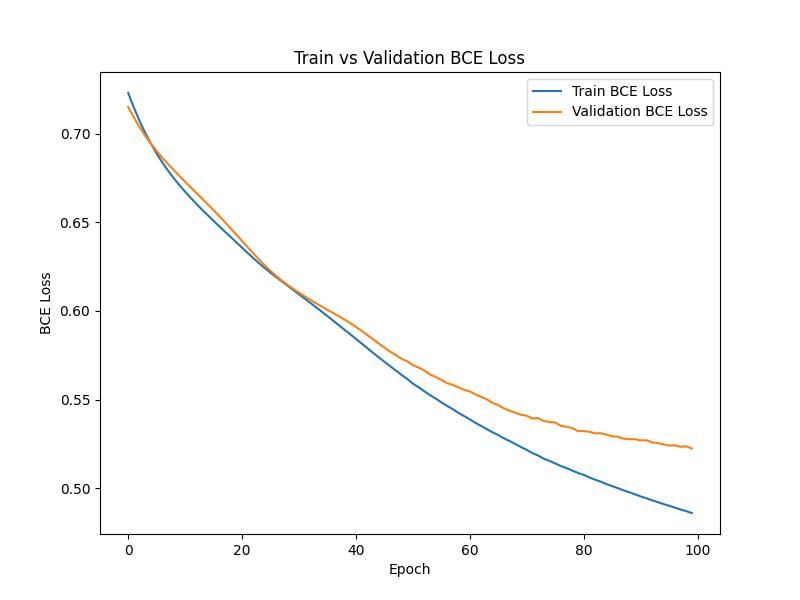 Train vs Validation BCE Loss
Train BCE Loss
Validation BCE Loss
0.70
0.65
0.60
0.55
0.50
BCE Loss
0 20 40 60 80 100
Epoch